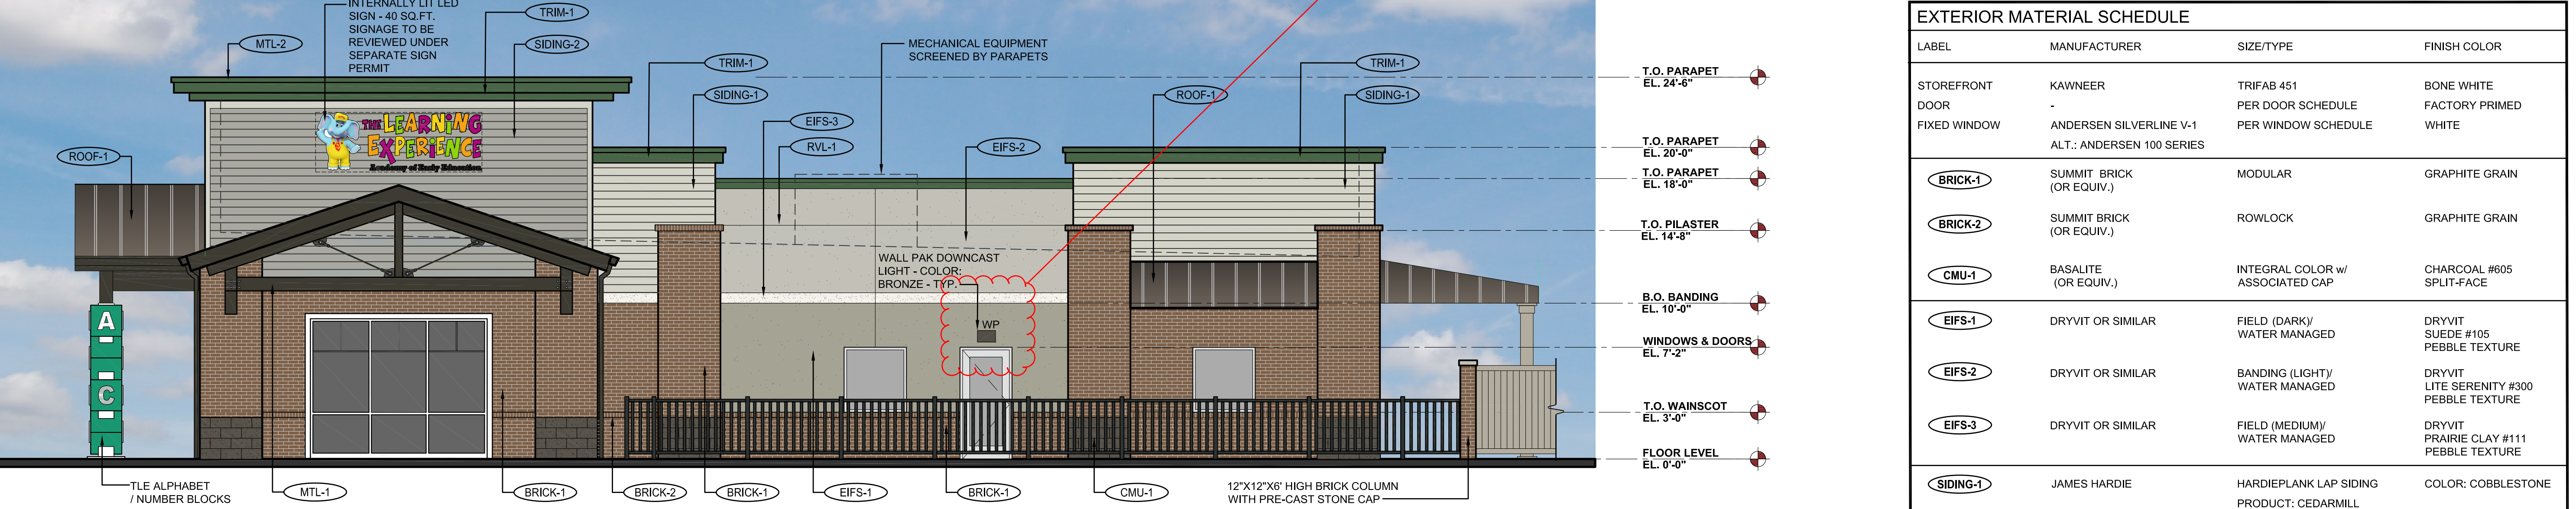 INTERNALLY LIT LED
SIGN - 40 SQ.FT.
SIGNAGE TO BE
REVIEWED UNDER
SEPARATE SIGN
PERMIT
MTL-2
TRIM-1
SIDING-2
TRIM-1
SIDING-1
MECHANICAL EQUIPMENT
SCREENED BY PARAPETS
EIFS-3
RVL-1
EIFS-2
ROOF-1
TRIM-1
SIDING-1
ROOF-1
THE LEARNING
EXPERIENCE
Academy of Early Education
WALL PAK DOWNCAST
LIGHT - COLOR:
BRONZE - TYP.
WP
A
C
T.O. PARAPET
EL. 24'-6"
T.O. PARAPET
EL. 20'-0"
T.O. PARAPET
EL. 18'-0"
T.O. PILASTER
EL. 14'-8"
B.O. BANDING
EL. 10'-0"
WINDOWS & DOORS
EL. 7'-2"
T.O. WAINSCOT
EL. 3'-0"
FLOOR LEVEL
EL. 0'-0"
TLE ALPHABET
/ NUMBER BLOCKS
MTL-1
BRICK-1
BRICK-2
BRICK-1
EIFS-1
BRICK-1
CMU-1
12"X12"X6' HIGH BRICK COLUMN
WITH PRE-CAST STONE CAP
EXTERIOR MATERIAL SCHEDULE
LABEL MANUFACTURER SIZE/TYPE FINISH COLOR
STOREFRONT KAWNEER TRIFAB 451 BONE WHITE
DOOR - PER DOOR SCHEDULE FACTORY PRIMED
FIXED WINDOW ANDERSEN SILVERLINE V-1 PER WINDOW SCHEDULE WHITE
ALT.: ANDERSEN 100 SERIES
BRICK-1 SUMMIT BRICK MODULAR GRAPHITE GRAIN
(OR EQUIV.)
BRICK-2 SUMMIT BRICK ROWLOCK GRAPHITE GRAIN
(OR EQUIV.)
CMU-1 BASALITE INTEGRAL COLOR w/ CHARCOAL #605
(OR EQUIV.) ASSOCIATED CAP SPLIT-FACE
EIFS-1 DRYVIT OR SIMILAR FIELD (DARK)/ DRYVIT
WATER MANAGED SUEDE #105
PEBBLE TEXTURE
EIFS-2 DRYVIT OR SIMILAR BANDING (LIGHT)/ DRYVIT
WATER MANAGED LITE SERENITY #300
PEBBLE TEXTURE
EIFS-3 DRYVIT OR SIMILAR FIELD (MEDIUM)/ DRYVIT
WATER MANAGED PRAIRIE CLAY #111
PEBBLE TEXTURE
SIDING-1 JAMES HARDIE HARDIEPLANK LAP SIDING COLOR: COBBLESTONE
PRODUCT: CEDARMILL